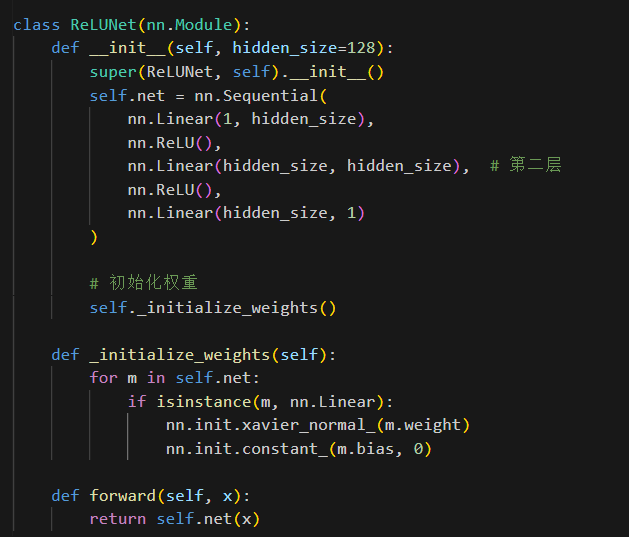 class ReLUNet(nn.Module):
    def __init__(self, hidden_size=128):
        super(ReLUNet, self).__init__()
        self.net = nn.Sequential(
            nn.Linear(1, hidden_size),
            nn.ReLU(),
            nn.Linear(hidden_size, hidden_size),  # 第二层
            nn.ReLU(),
            nn.Linear(hidden_size, 1)
        )
        # 初始化权重
        self._initialize_weights()
    def _initialize_weights(self):
        for m in self.net:
            if isinstance(m, nn.Linear):
                nn.init.xavier_normal_(m.weight)
                nn.init.constant_(m.bias, 0)
    def forward(self, x):
        return self.net(x)